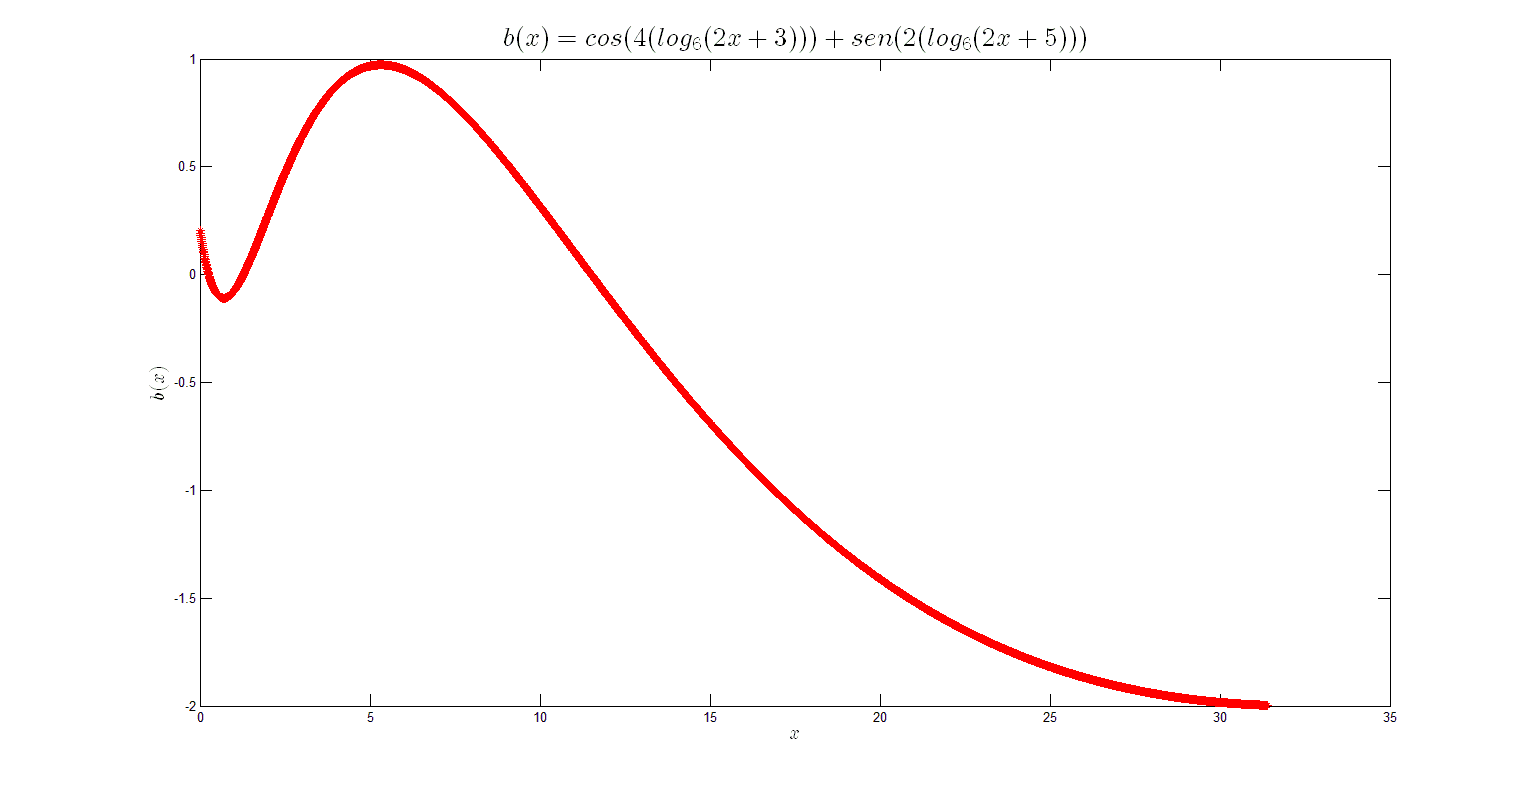 b(x) = cos(4(log₆(2x + 3))) + sen(2(log₆(2x + 5)))
1
0.5
0
-0.5
-1
-1.5
-2
b(x)
0 5 10 15 20 25 30 35
x